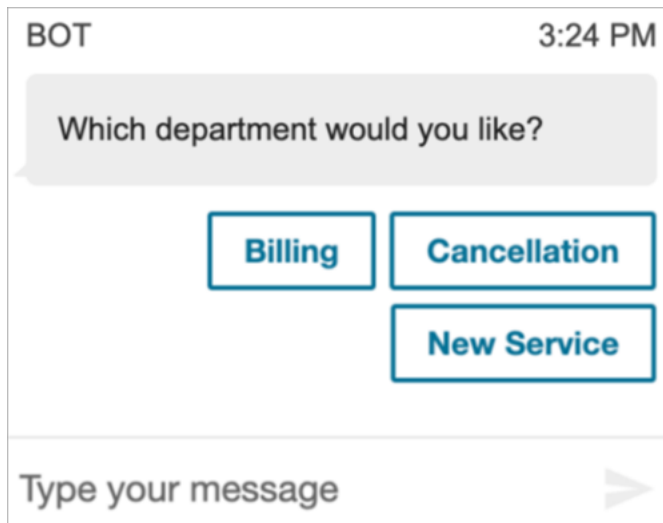 BOT 3:24 PM
Which department would you like?
Billing Cancellation
New Service
Type your message